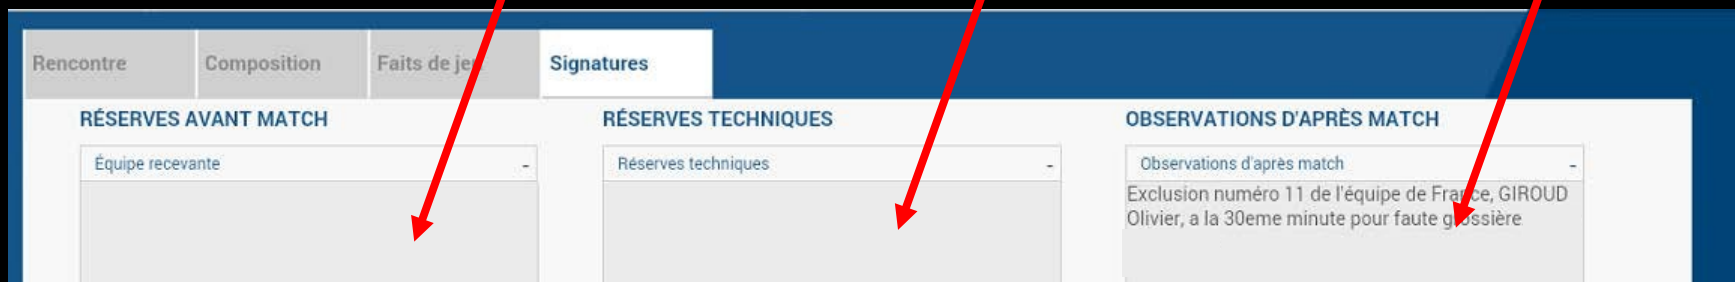 Rencontre
Composition
Faits de jeu
Signatures
RÉSERVES AVANT MATCH
RÉSERVES TECHNIQUES
OBSERVATIONS D'APRÈS MATCH
Équipe recevante -
Réserves techniques -
Observations d'après match -
Exclusion numéro 11 de l'équipe de France, GIROUD
Olivier, a la 30eme minute pour faute grossière